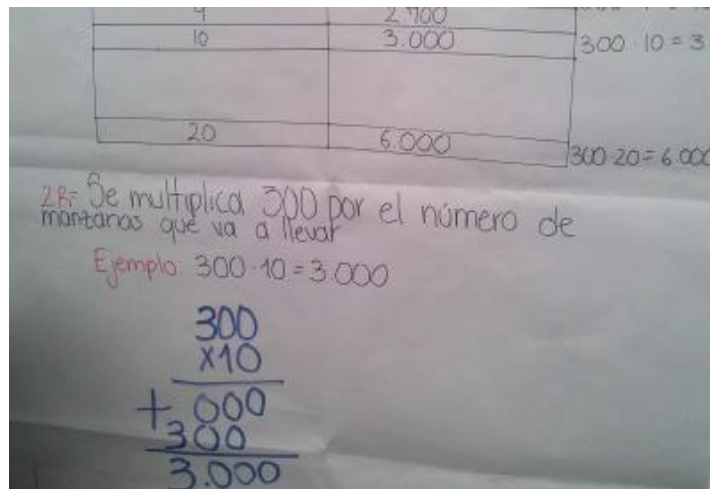 9 2.700
10 3.000 300 · 10 = 3
20 6.000 300·20=6.000
2R= Se multiplica 300 por el número de
manzanas que va a llevar
Ejemplo: 300·10=3.000
300
x10
+ 000
300
3.000